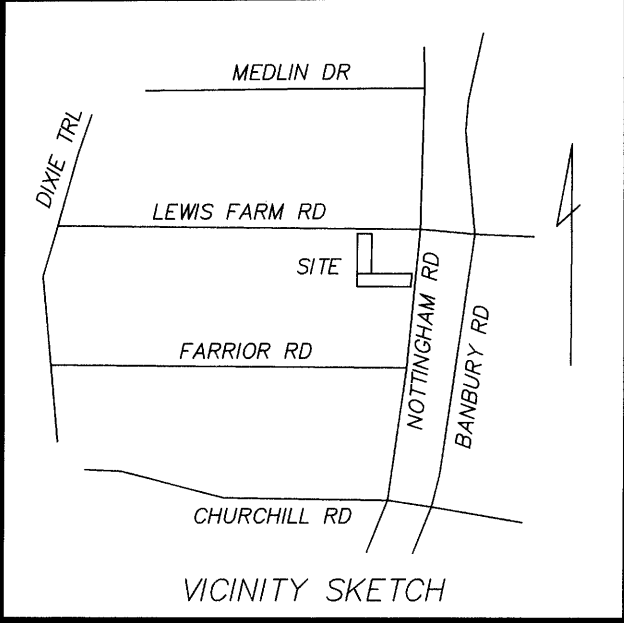 MEDLIN DR
DIXIE TRL
LEWIS FARM RD
SITE
NOTTINGHAM RD
BANBURY RD
FARRIOR RD
CHURCHILL RD
VICINITY SKETCH